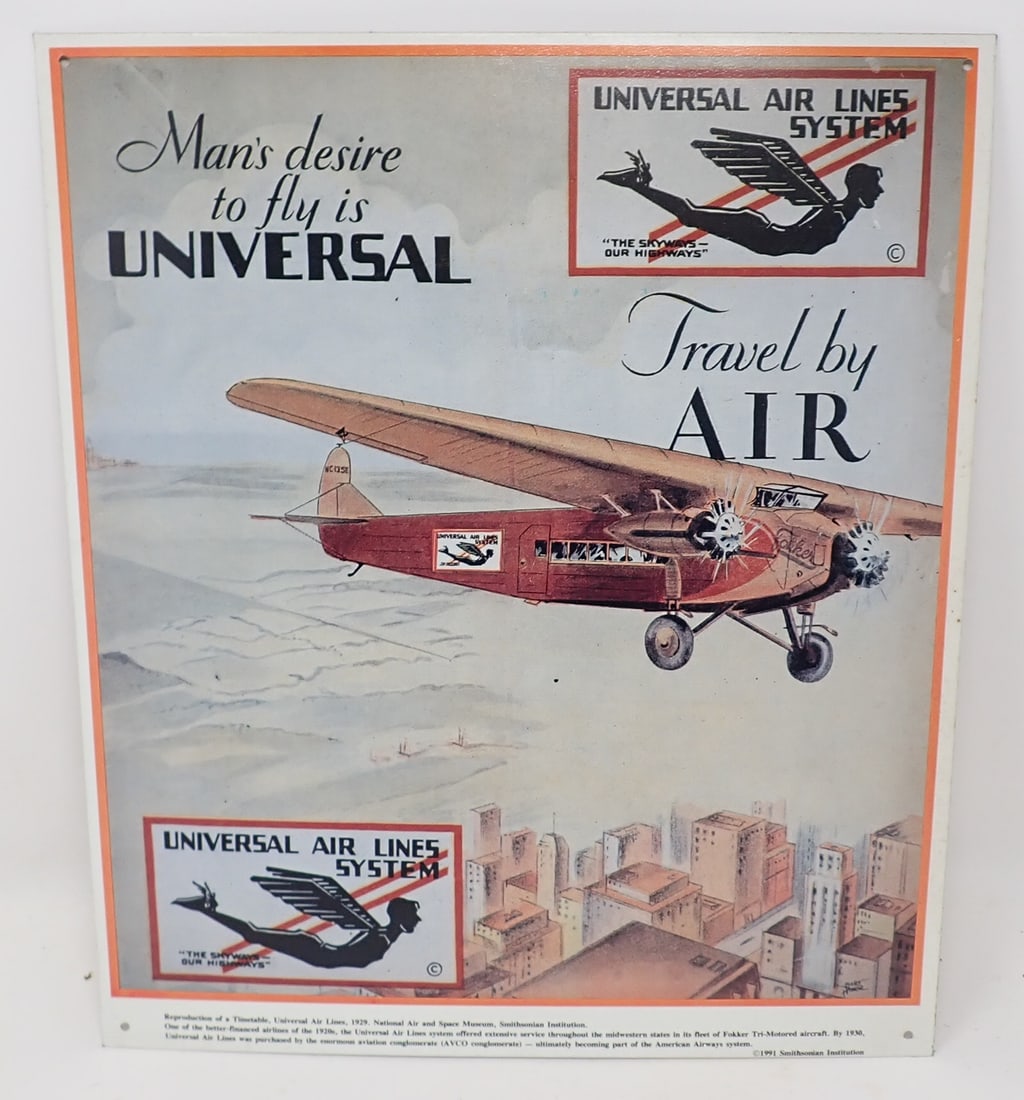 Man's desire
to fly is
UNIVERSAL
UNIVERSAL AIR LINES
SYSTEM
"THE SKYWAYS—
OUR HIGHWAYS"
©
Travel by
AIR
NC135E
UNIVERSAL AIR LINES
SYSTEM
Fokker
UNIVERSAL AIR LINES
SYSTEM
"THE SKYWAYS—
OUR HIGHWAYS"
©
Reproduction of a Timetable, Universal Air Lines, 1929. National Air and Space Museum, Smithsonian Institution.
One of the better-financed airlines of the 1920s, the Universal Air Lines system offered extensive service throughout the midwestern states in its fleet of Fokker Tri-Motored aircraft. By 1930,
Universal Air Lines was purchased by the enormous aviation conglomerate (AVCO conglomerate) — ultimately becoming part of the American Airways system.
©1991 Smithsonian Institution